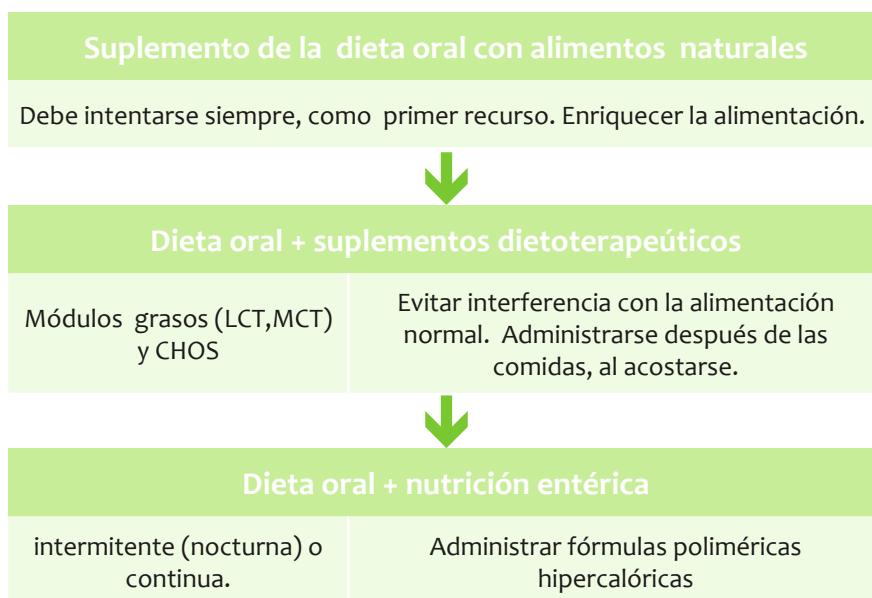 Suplemento de la dieta oral con alimentos naturales
Debe intentarse siempre, como primer recurso. Enriquecer la alimentación.
Dieta oral + suplementos dietoterapeúticos
Módulos grasos (LCT,MCT)
y CHOS
Evitar interferencia con la alimentación
normal. Administrarse después de las
comidas, al acostarse.
Dieta oral + nutrición entérica
intermitente (nocturna) o
continua.
Administrar fórmulas poliméricas
hipercalóricas